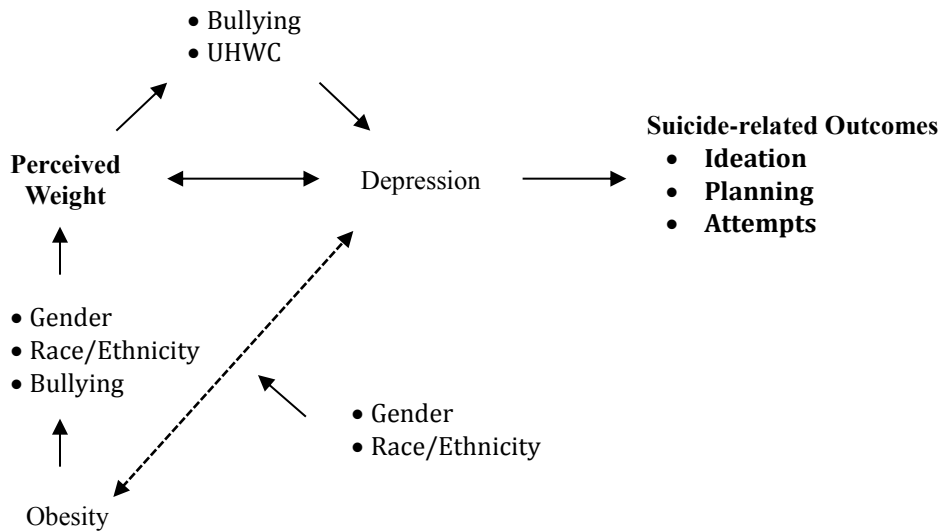 • Bullying
• UHWC
Suicide-related Outcomes
• Ideation
• Planning
• Attempts
Perceived
Weight
Depression
• Gender
• Race/Ethnicity
• Bullying
• Gender
• Race/Ethnicity
Obesity